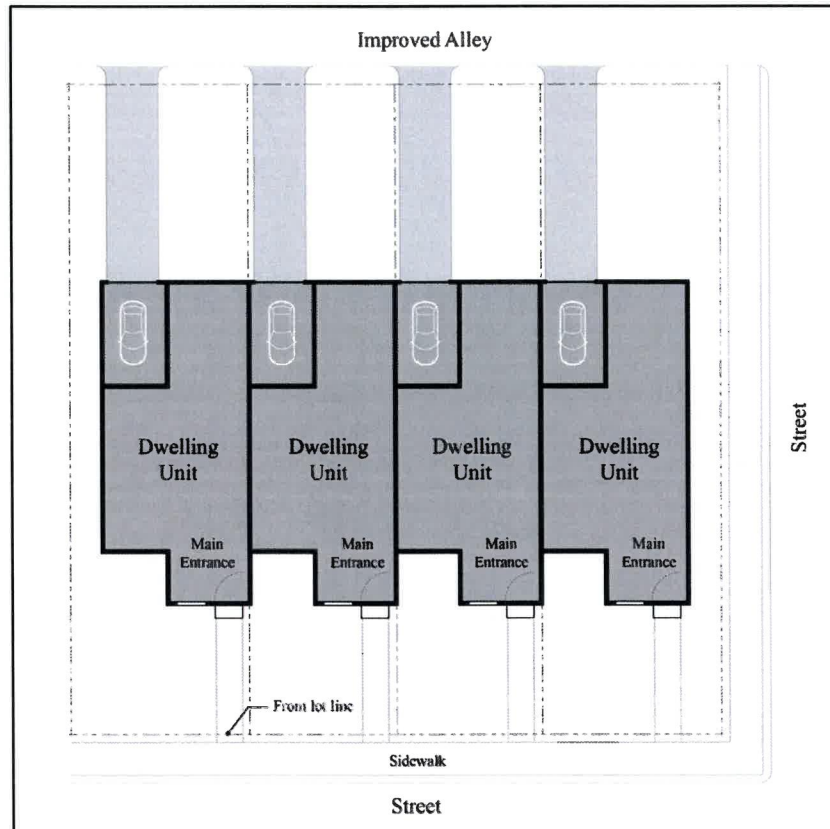 Improved Alley
Dwelling
Unit
Dwelling
Unit
Dwelling
Unit
Dwelling
Unit
Street
Main
Entrance
Main
Entrance
Main
Entrance
Main
Entrance
From lot line
Sidewalk
Street